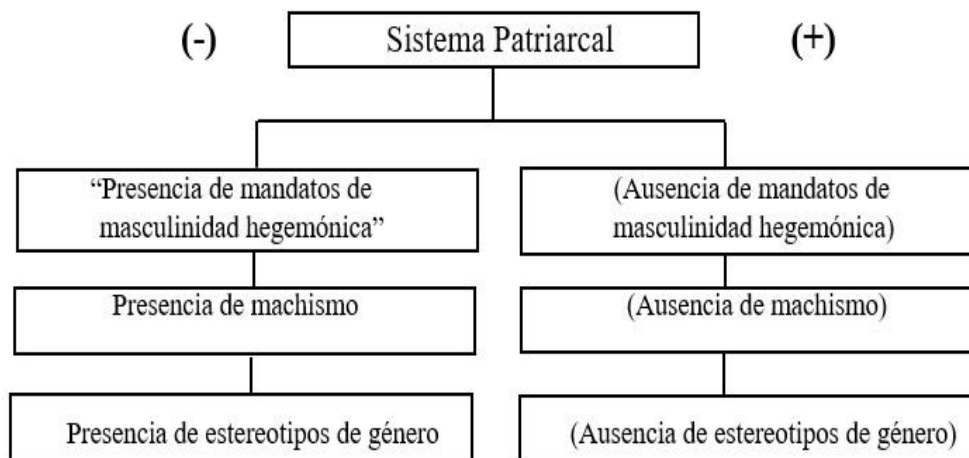 (-)
Sistema Patriarcal
(+)
“Presencia de mandatos de
masculinidad hegemónica”
(Ausencia de mandatos de
masculinidad hegemónica)
Presencia de machismo
(Ausencia de machismo)
Presencia de estereotipos de género
(Ausencia de estereotipos de género)